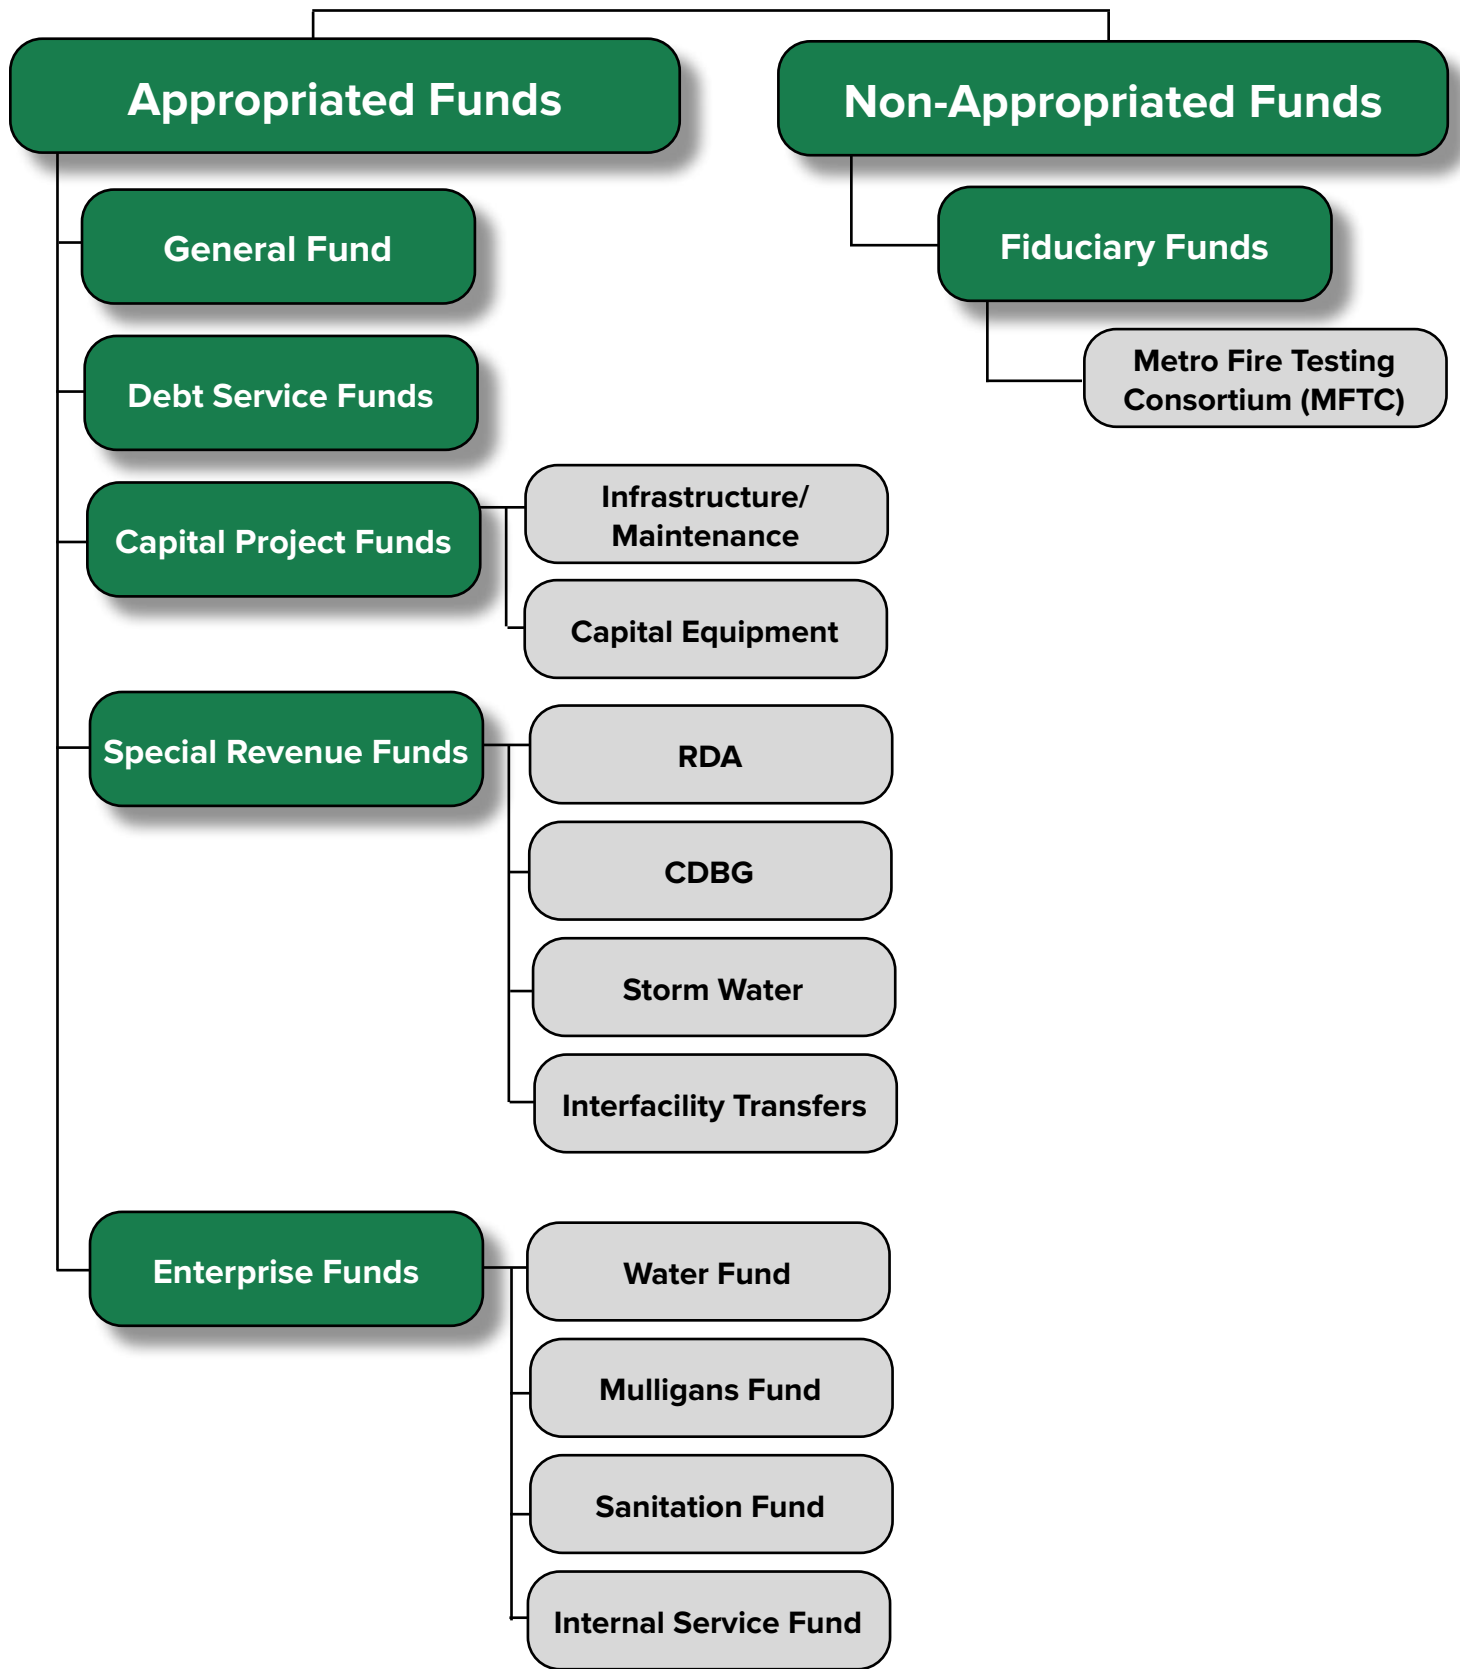 Appropriated Funds
Non-Appropriated Funds
General Fund
Fiduciary Funds
Metro Fire Testing
Consortium (MFTC)
Debt Service Funds
Capital Project Funds
Infrastructure/
Maintenance
Capital Equipment
Special Revenue Funds
RDA
CDBG
Storm Water
Interfacility Transfers
Enterprise Funds
Water Fund
Mulligans Fund
Sanitation Fund
Internal Service Fund